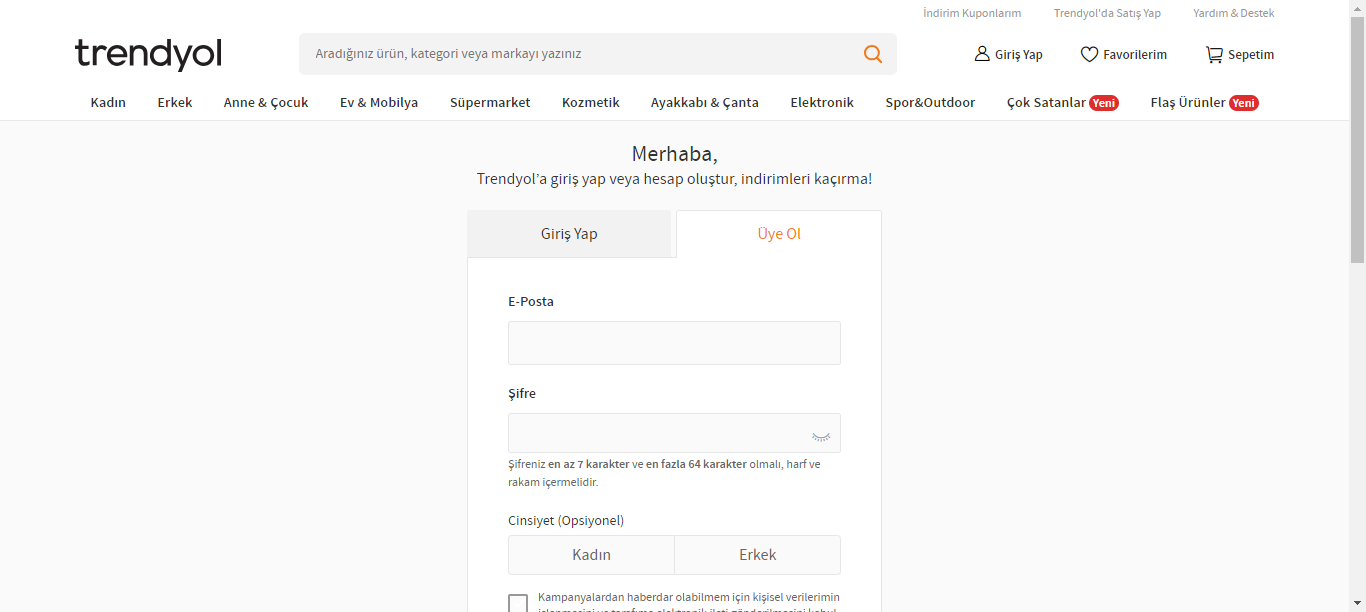 İndirim Kuponlarım Trendyol'da Satış Yap Yardım & Destek
trendyol
Aradığınız ürün, kategori veya markayı yazınız
Giriş Yap Favorilerim Sepetim
Kadın Erkek Anne & Çocuk Ev & Mobilya Süpermarket Kozmetik Ayakkabı & Çanta Elektronik Spor&Outdoor Çok Satanlar Yeni Flaş Ürünler Yeni
Merhaba,
Trendyol’a giriş yap veya hesap oluştur, indirimleri kaçırma!
Giriş Yap Üye Ol
E-Posta
Şifre
Şifreniz en az 7 karakter ve en fazla 64 karakter olmalı, harf ve
rakam içermelidir.
Cinsiyet (Opsiyonel)
Kadın Erkek
Kampanyalardan haberdar olabilmem için kişisel verilerimin